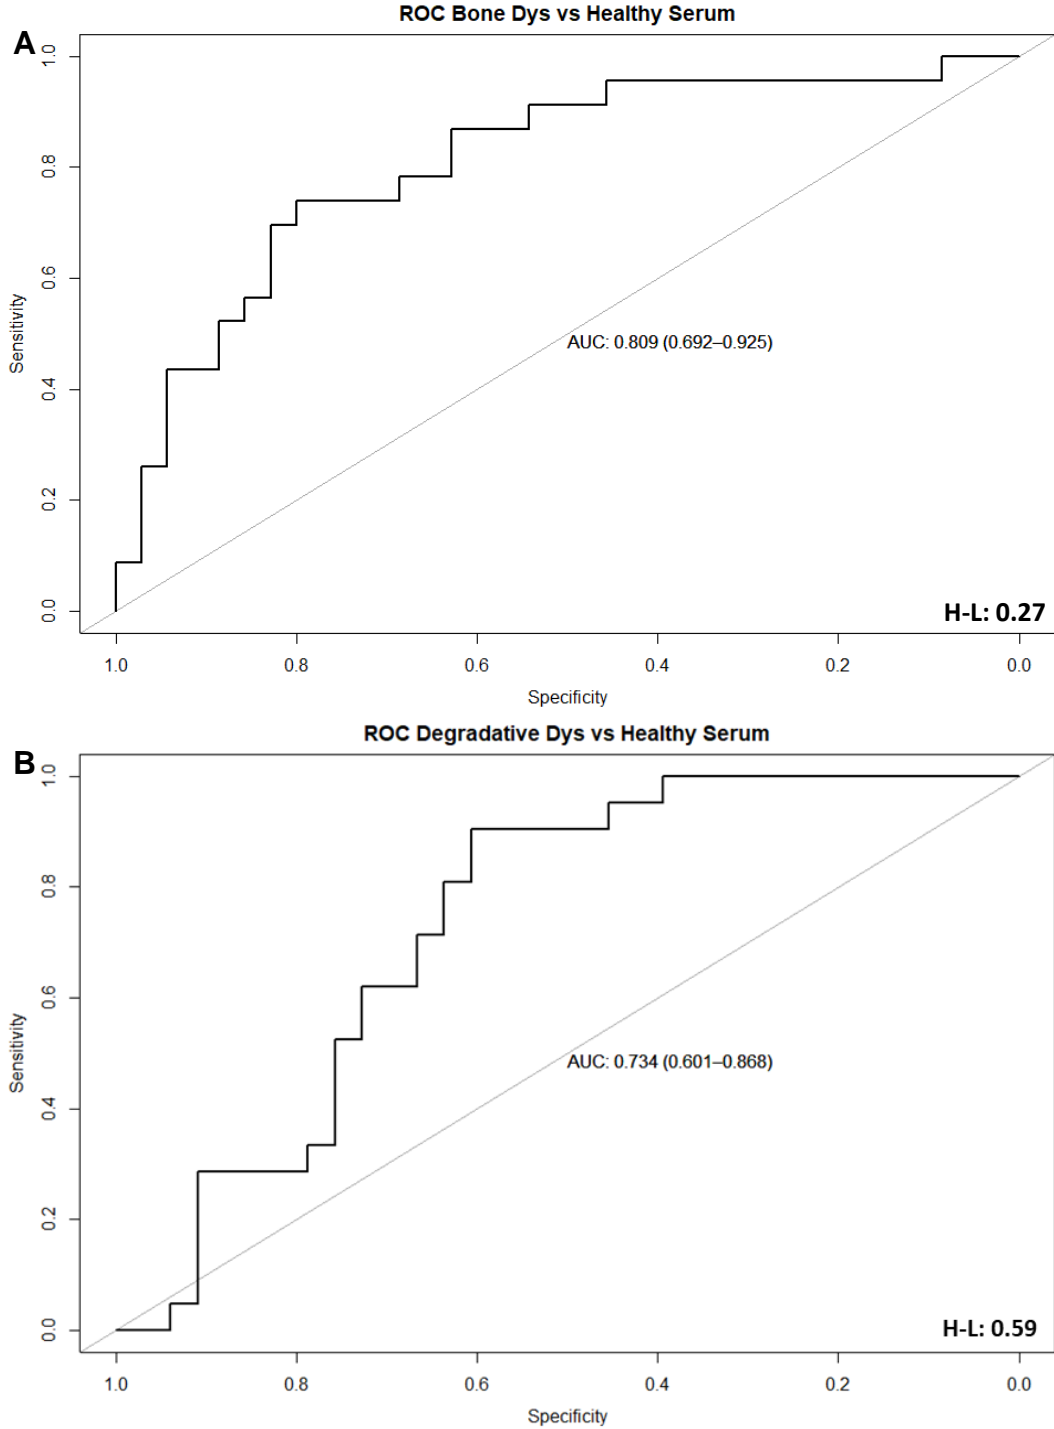 ROC Bone Dys vs Healthy Serum
A
1.0
0.8
0.6
0.4
0.2
0.0
Sensitivity
AUC: 0.809 (0.692–0.925)
H-L: 0.27
1.0 0.8 0.6 0.4 0.2 0.0
Specificity
ROC Degradative Dys vs Healthy Serum
B
1.0
0.8
0.6
0.4
0.2
0.0
Sensitivity
AUC: 0.734 (0.601–0.868)
H-L: 0.59
1.0 0.8 0.6 0.4 0.2 0.0
Specificity